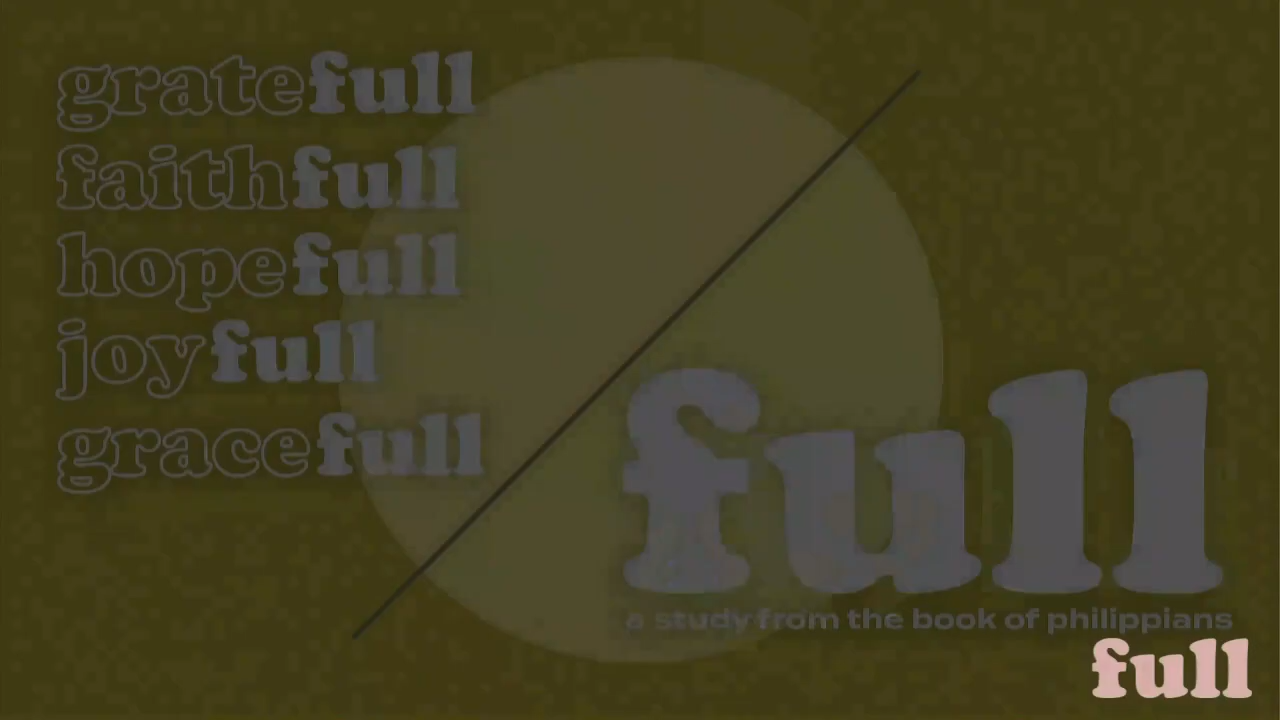 gratefull
faithfull
hopefull
joyfull
gracefull
full
a study from the book of philippians
full